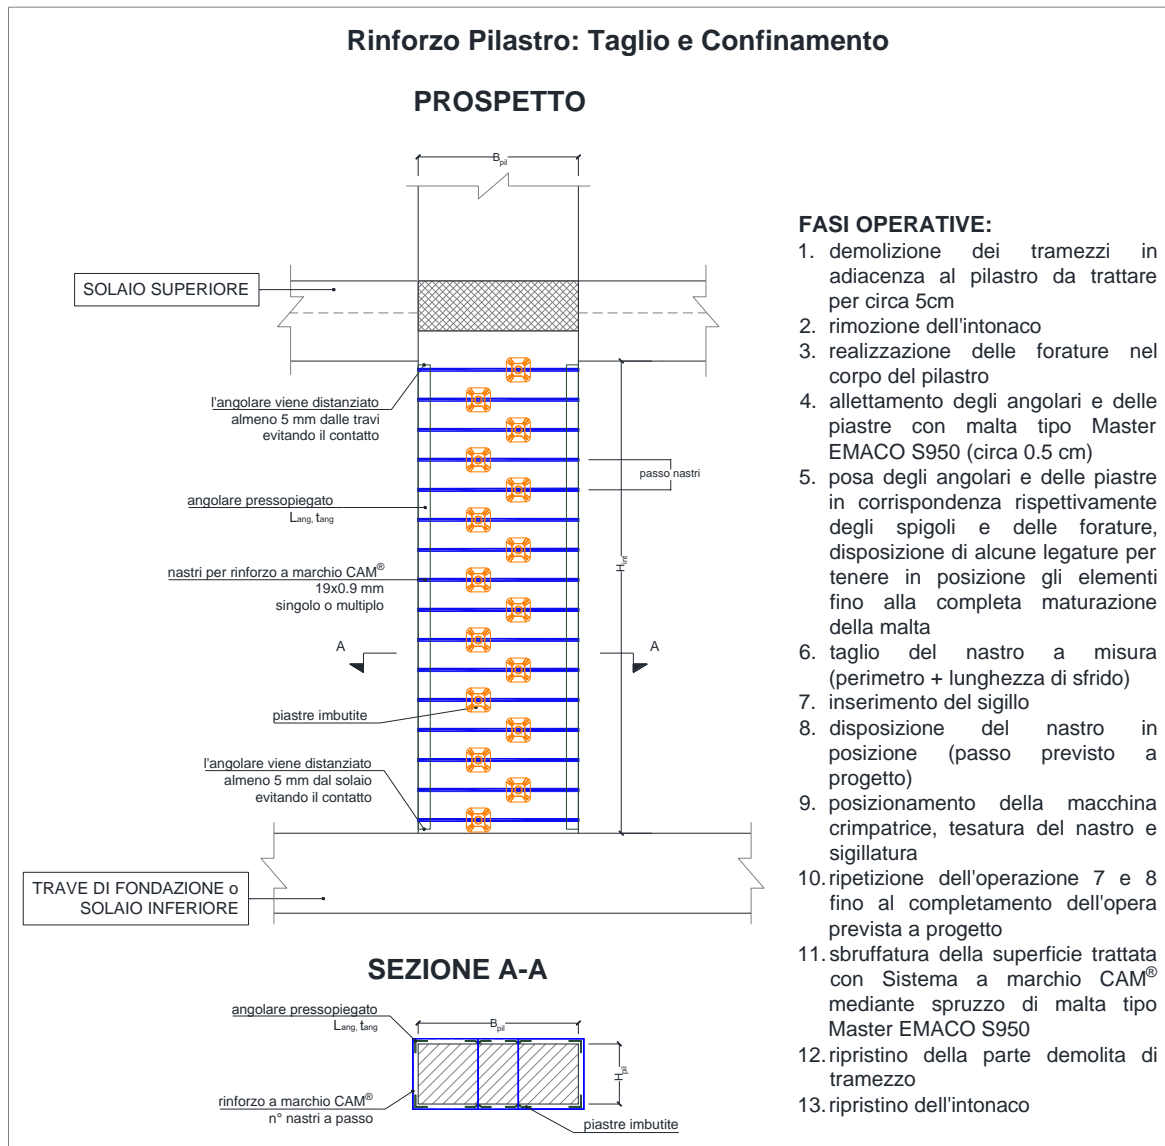 Rinforzo Pilastro: Taglio e Confinamento
PROSPETTO
Bpil
SOLAIO SUPERIORE
l'angolare viene distanziato
almeno 5 mm dalle travi
evitando il contatto
passo nastri
angolare pressopiegato
Lang, tang
Hint
nastri per rinforzo a marchio CAM®
19x0.9 mm
singolo o multiplo
A
A
piastre imbutite
l'angolare viene distanziato
almeno 5 mm dal solaio
evitando il contatto
TRAVE DI FONDAZIONE o
SOLAIO INFERIORE
SEZIONE A-A
angolare pressopiegato
Lang, tang
Bpil
Hpil
rinforzo a marchio CAM®
n° nastri a passo
piastre imbutite
FASI OPERATIVE:
1. demolizione dei tramezzi in
adiacenza al pilastro da trattare
per circa 5cm
2. rimozione dell'intonaco
3. realizzazione delle forature nel
corpo del pilastro
4. allettamento degli angolari e delle
piastre con malta tipo Master
EMACO S950 (circa 0.5 cm)
5. posa degli angolari e delle piastre
in corrispondenza rispettivamente
degli spigoli e delle forature,
disposizione di alcune legature per
tenere in posizione gli elementi
fino alla completa maturazione
della malta
6. taglio del nastro a misura
(perimetro + lunghezza di sfrido)
7. inserimento del sigillo
8. disposizione del nastro in
posizione (passo previsto a
progetto)
9. posizionamento della macchina
crimpatrice, tesatura del nastro e
sigillatura
10. ripetizione dell'operazione 7 e 8
fino al completamento dell'opera
prevista a progetto
11. sbruffatura della superficie trattata
con Sistema a marchio CAM®
mediante spruzzo di malta tipo
Master EMACO S950
12. ripristino della parte demolita di
tramezzo
13. ripristino dell'intonaco